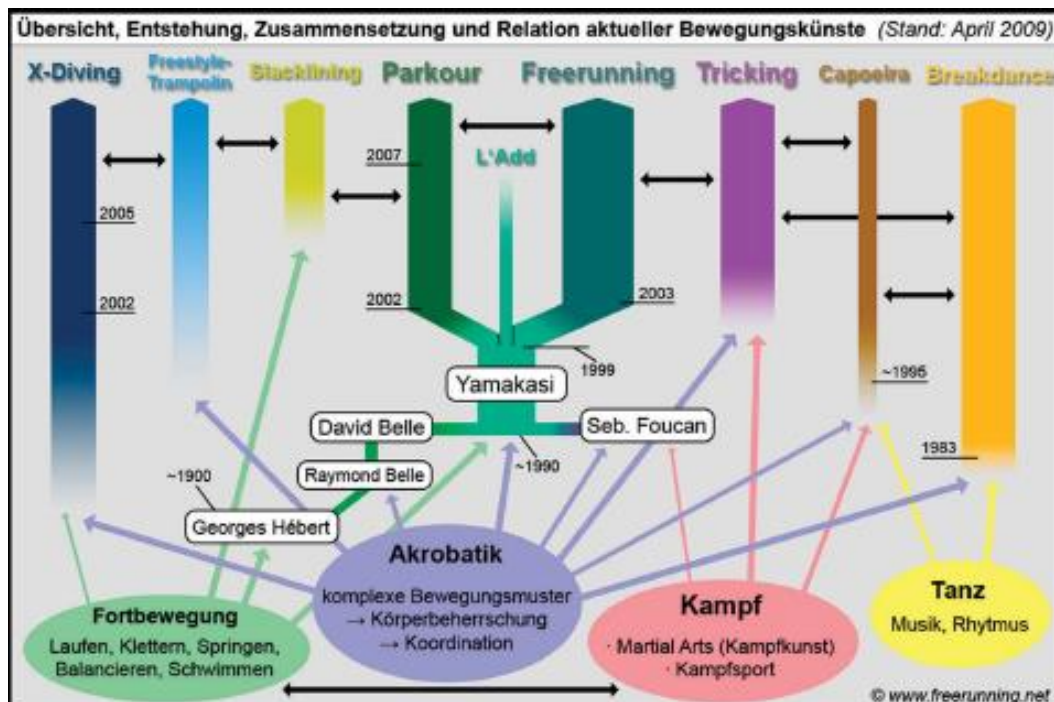 Übersicht, Entstehung, Zusammensetzung und Relation aktueller Bewegungskünste (Stand: April 2009)
X-Diving
Freestyle-
Trampolin
Slacklining
Parkour
Freerunning
Tricking
Capoeira
Breakdance
2007
L'Add
2005
2002
2002
2003
1999
Yamakasi
~1995
David Belle
Seb. Foucan
~1990
1983
~1900
Raymond Belle
Georges Hébert
Akrobatik
komplexe Bewegungsmuster
→ Körperbeherrschung
→ Koordination
Fortbewegung
Laufen, Klettern, Springen,
Balancieren, Schwimmen
Kampf
· Martial Arts (Kampfkunst)
· Kampfsport
Tanz
Musik, Rhytmus
© www.freerunning.net